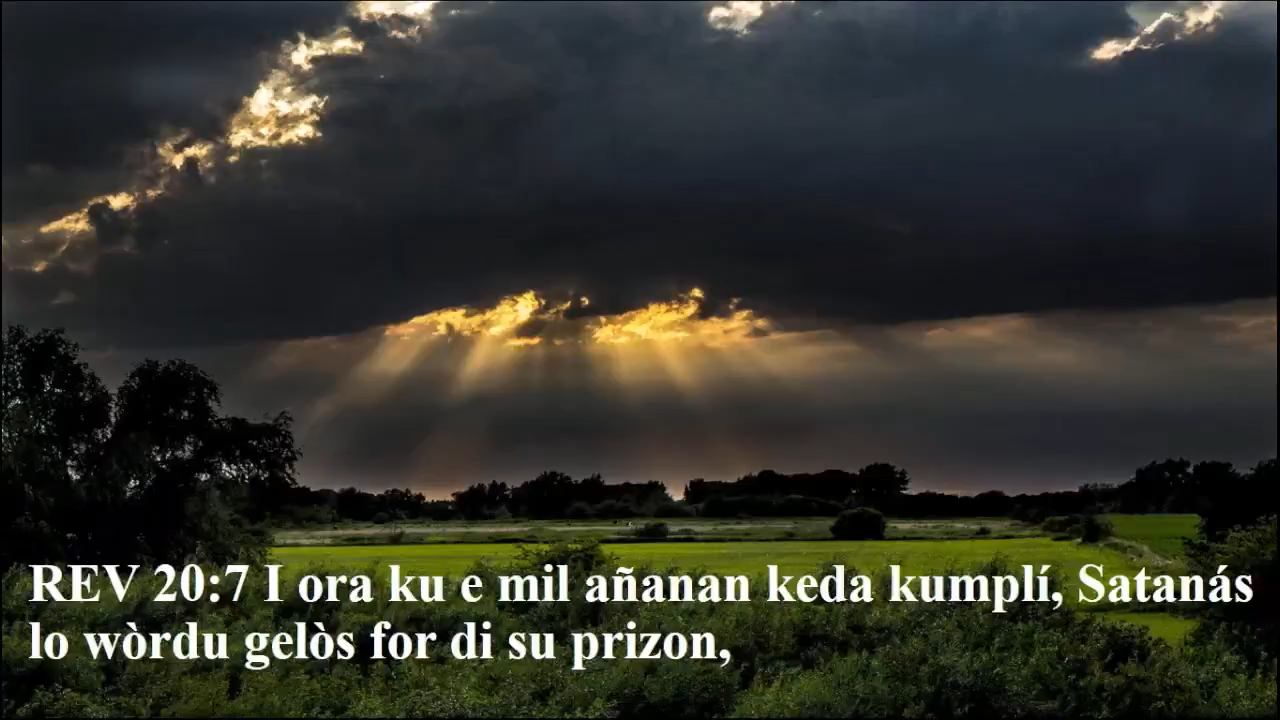 REV 20:7 I ora ku e mil añanan keda kumplí, Satanás
lo wòrdu gelòs for di su prizon,